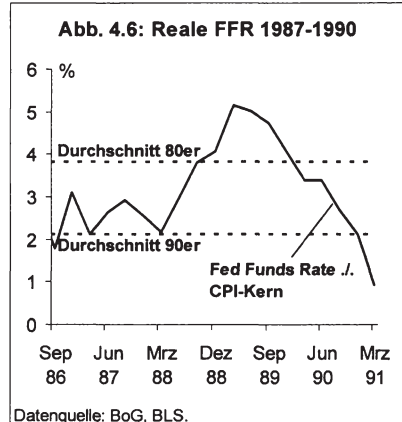 Abb. 4.6: Reale FFR 1987-1990
6 %
5
4
Durchschnitt 80er
3
2
Durchschnitt 90er
Fed Funds Rate ./.
CPI-Kern
1
0
Sep Jun Mrz Dez Sep Jun Mrz
86 87 88 88 89 90 91
Datenquelle: BoG, BLS.